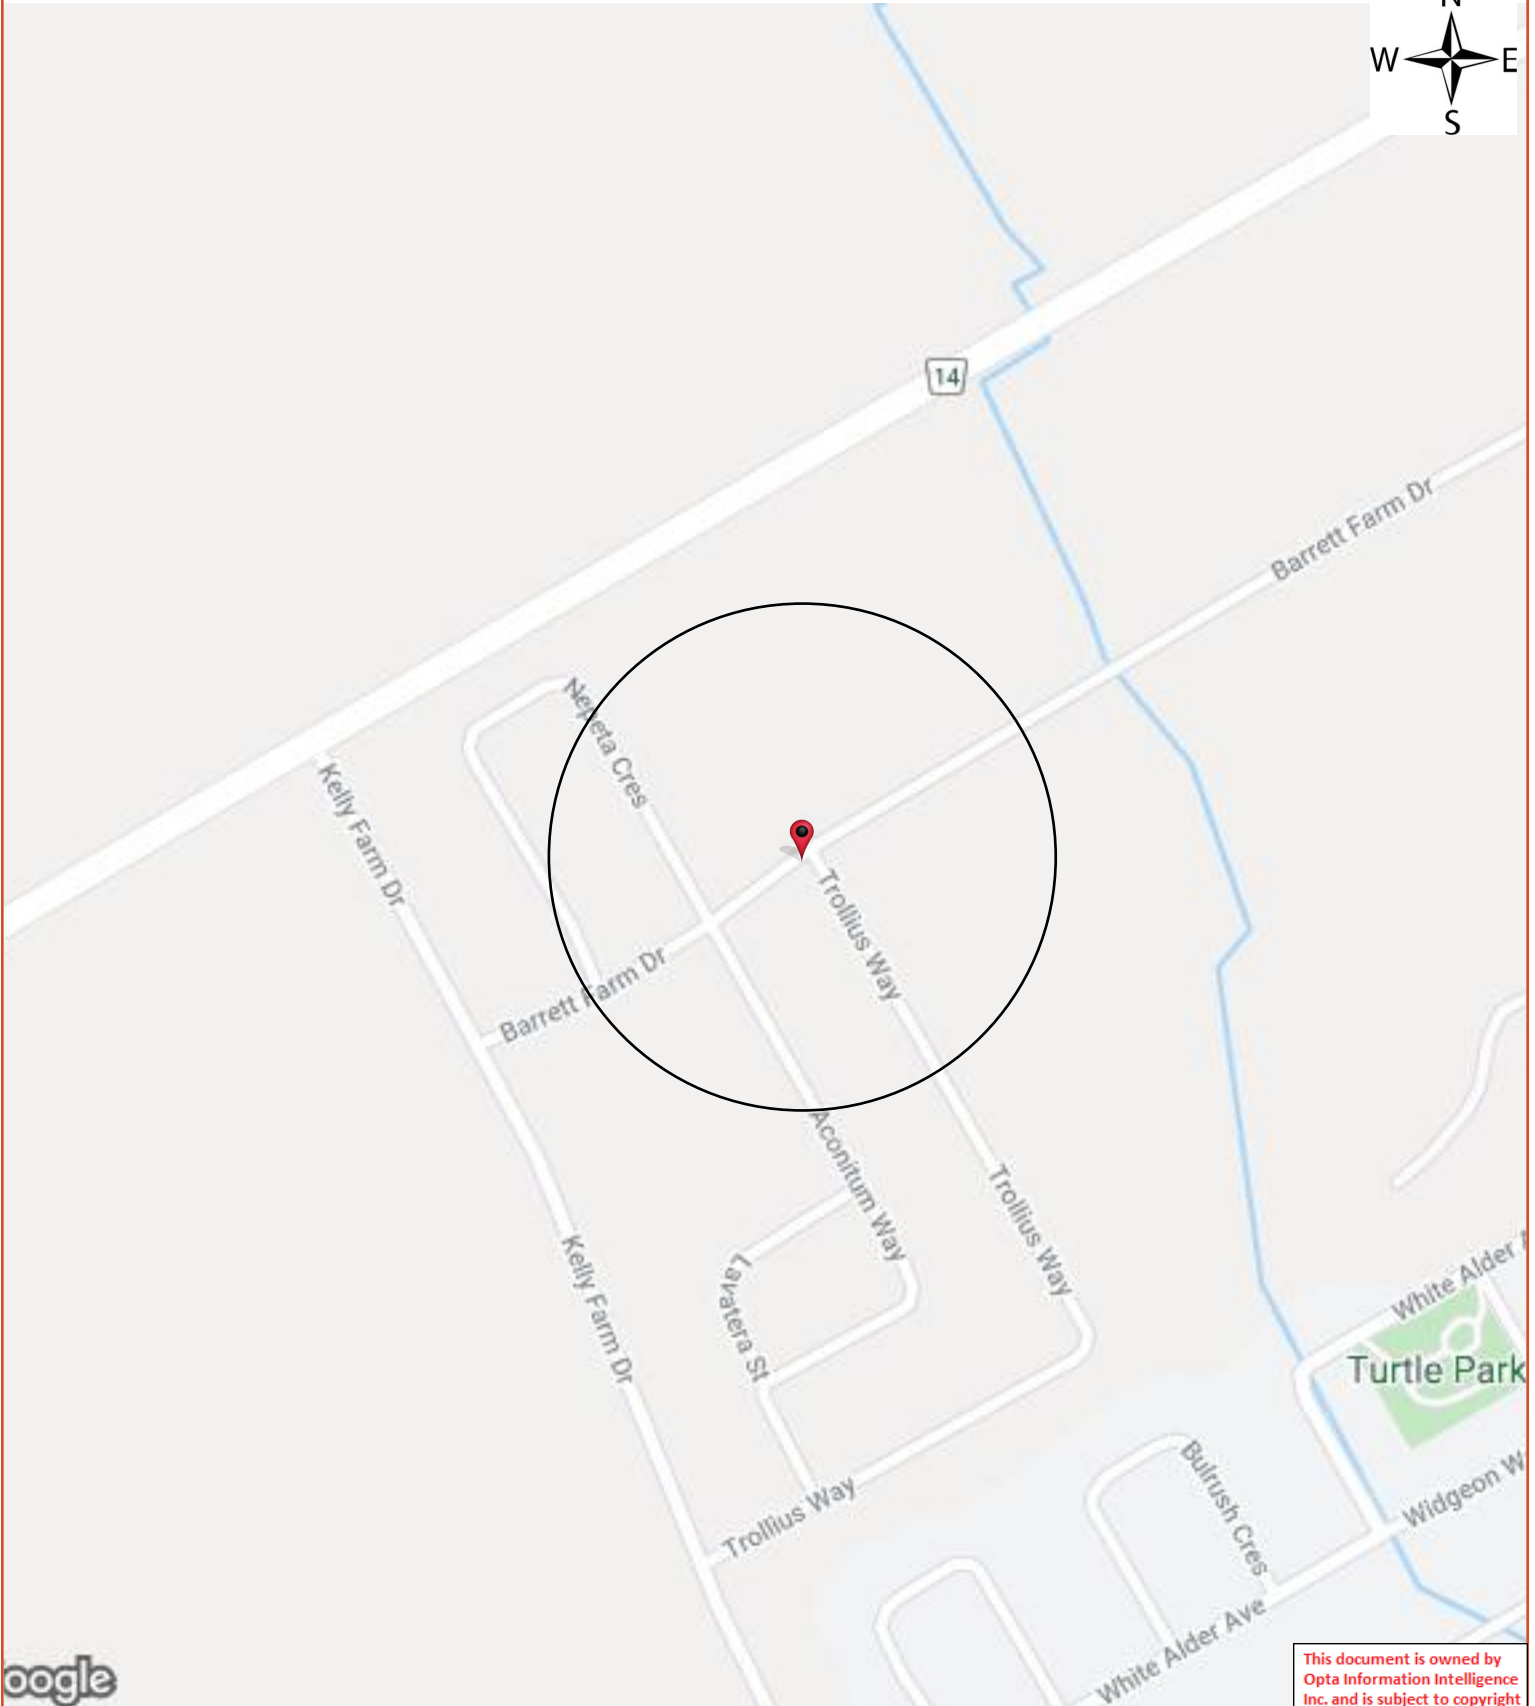 N
W E
S
14
Barrett Farm Dr
Nepeta Cres
Kelly Farm Dr
Trollius Way
Barrett Farm Dr
Aconitum Way
Trollius Way
Kelly Farm Dr
Lavatera St
White Alder A
Turtle Park
Bulrush Cres
Widgeon W
Trollius Way
White Alder Ave
oogle
This document is owned by
Opta Information Intelligence
Inc. and is subject to copyright